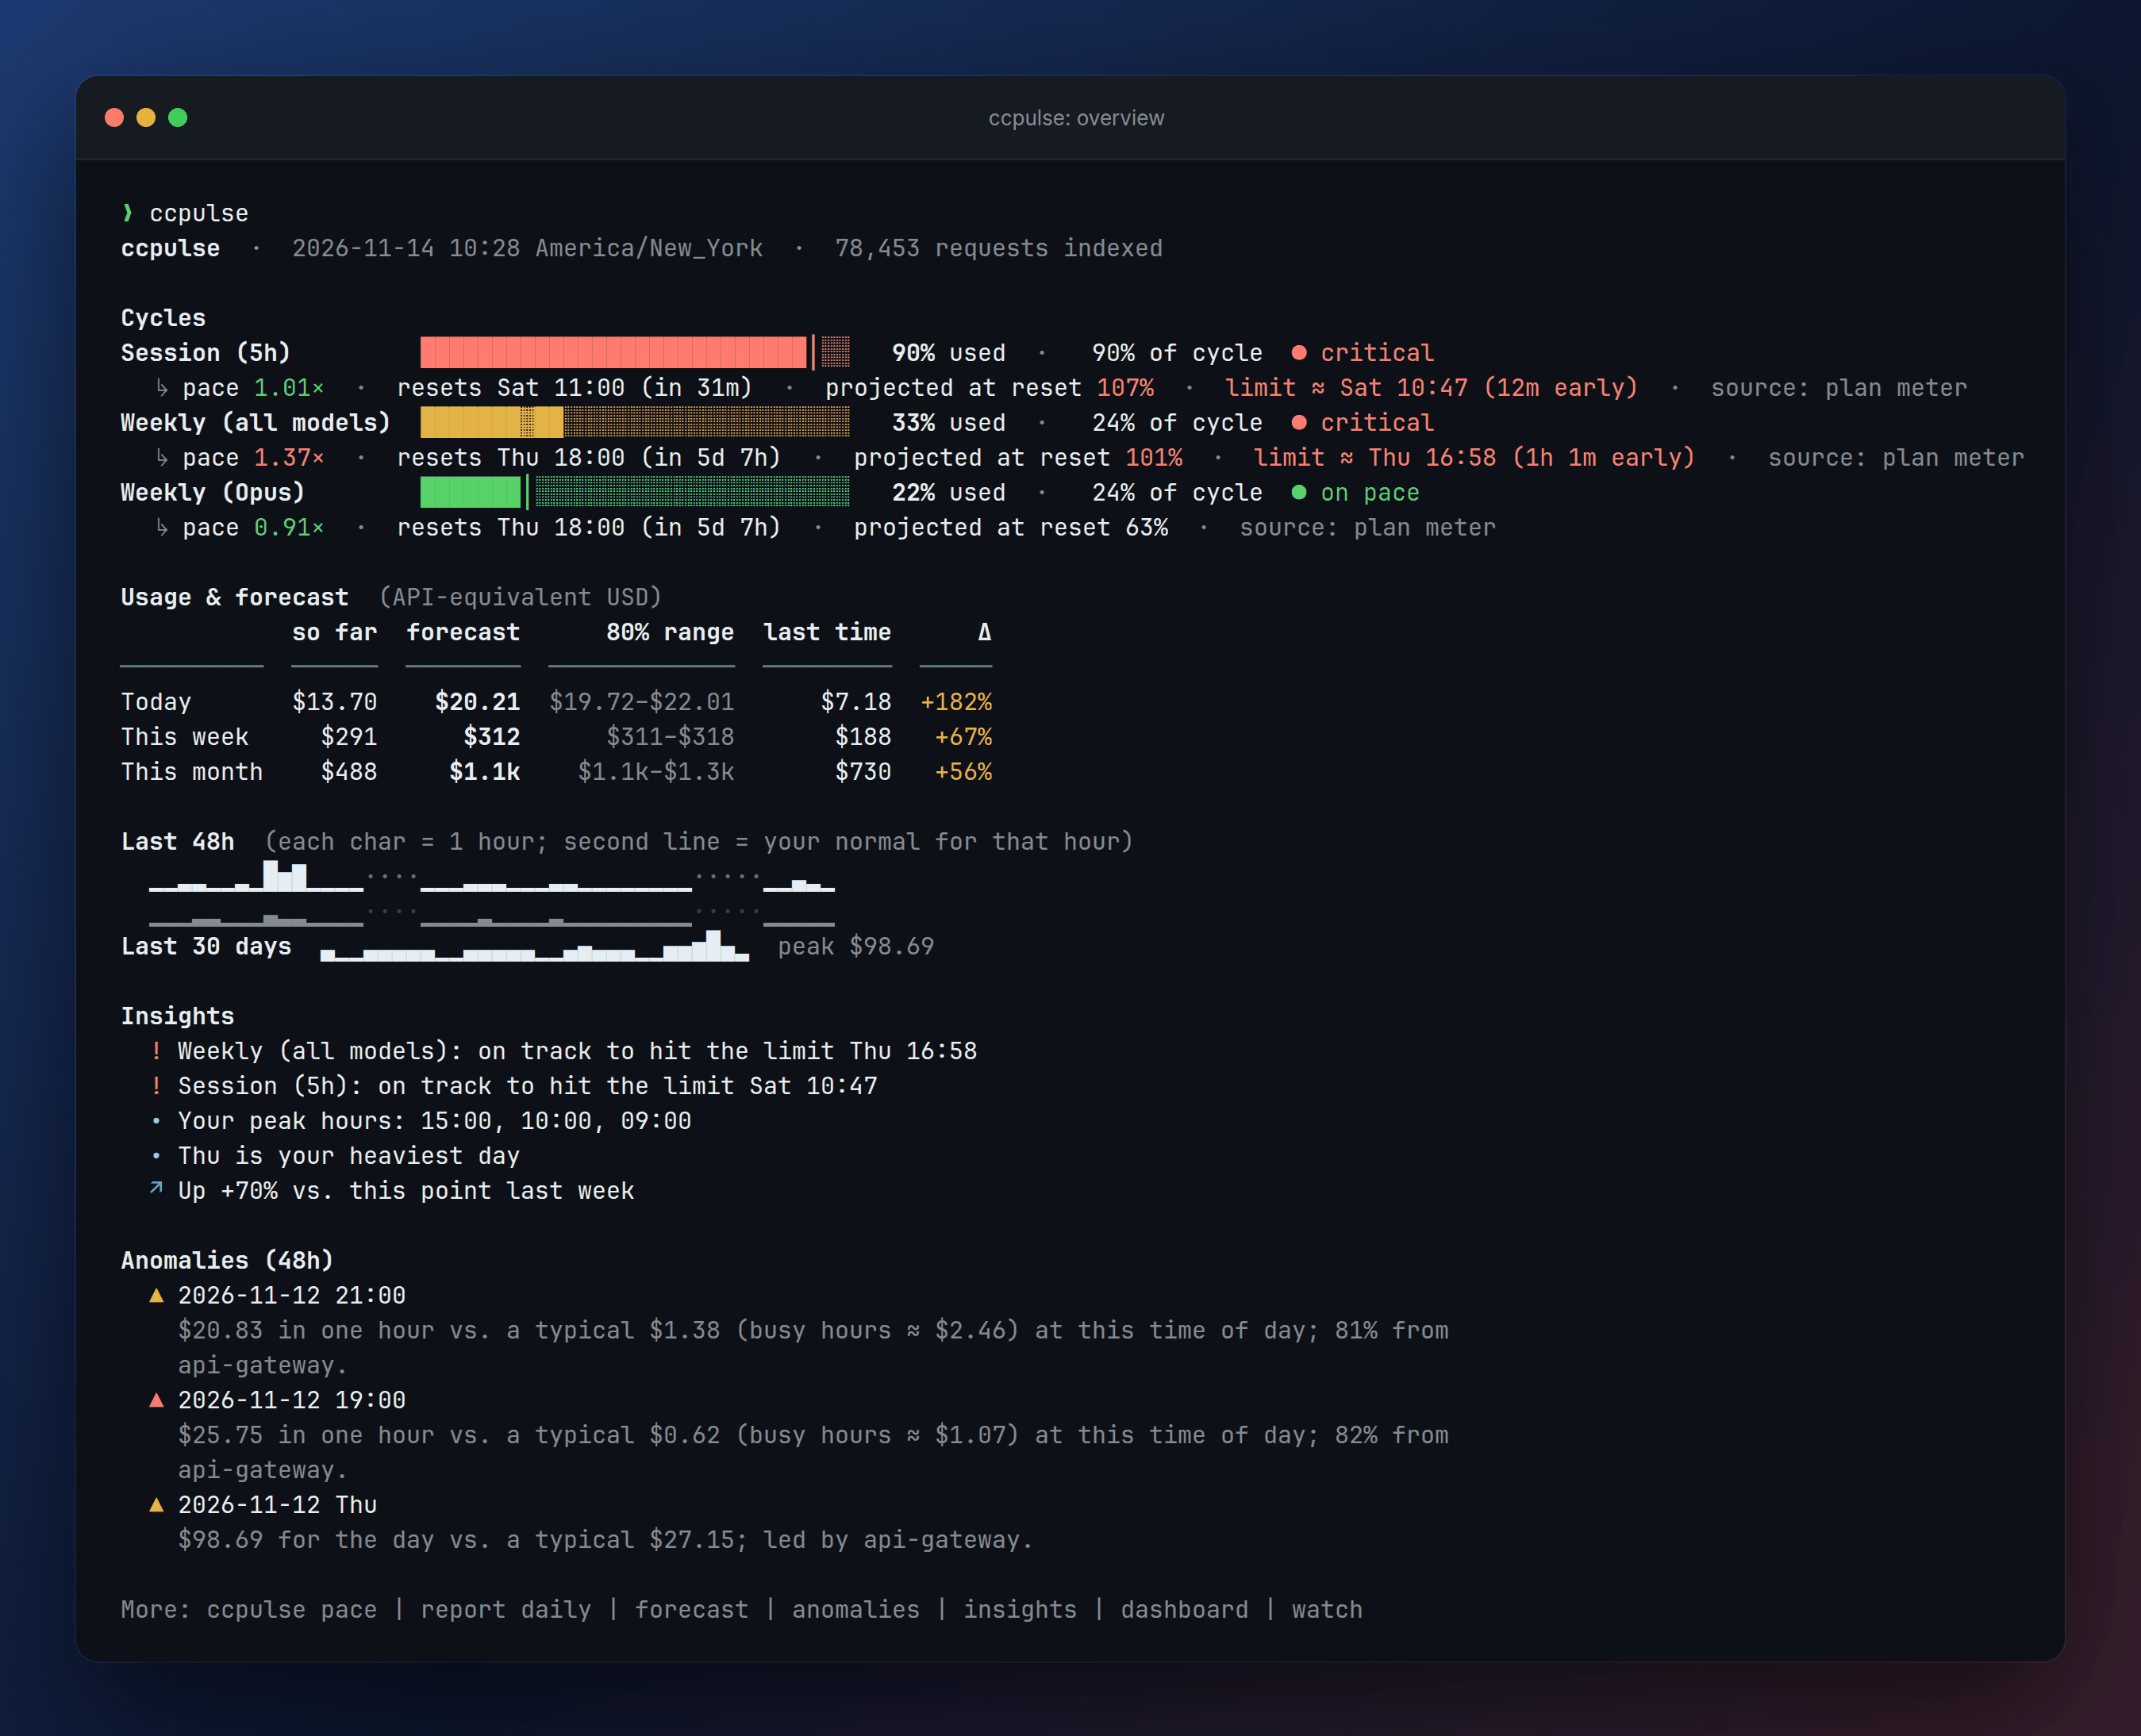 ccpulse: overview
❯ ccpulse
ccpulse · 2026-11-14 10:28 America/New_York · 78,453 requests indexed
Cycles
Session (5h) 90% used · 90% of cycle ● critical
↳ pace 1.01× · resets Sat 11:00 (in 31m) · projected at reset 107% · limit ≈ Sat 10:47 (12m early) · source: plan meter
Weekly (all models) 33% used · 24% of cycle ● critical
↳ pace 1.37× · resets Thu 18:00 (in 5d 7h) · projected at reset 101% · limit ≈ Thu 16:58 (1h 1m early) · source: plan meter
Weekly (Opus) 22% used · 24% of cycle ● on pace
↳ pace 0.91× · resets Thu 18:00 (in 5d 7h) · projected at reset 63% · source: plan meter
Usage & forecast (API-equivalent USD)
so far forecast 80% range last time Δ
Today $13.70 $20.21 $19.72–$22.01 $7.18 +182%
This week $291 $312 $311–$318 $188 +67%
This month $488 $1.1k $1.1k–$1.3k $730 +56%
Last 48h (each char = 1 hour; second line = your normal for that hour)
Last 30 days peak $98.69
Insights
! Weekly (all models): on track to hit the limit Thu 16:58
! Session (5h): on track to hit the limit Sat 10:47
• Your peak hours: 15:00, 10:00, 09:00
• Thu is your heaviest day
↗ Up +70% vs. this point last week
Anomalies (48h)
▲ 2026-11-12 21:00
$20.83 in one hour vs. a typical $1.38 (busy hours ≈ $2.46) at this time of day; 81% from
api-gateway.
▲ 2026-11-12 19:00
$25.75 in one hour vs. a typical $0.62 (busy hours ≈ $1.07) at this time of day; 82% from
api-gateway.
▲ 2026-11-12 Thu
$98.69 for the day vs. a typical $27.15; led by api-gateway.
More: ccpulse pace | report daily | forecast | anomalies | insights | dashboard | watch